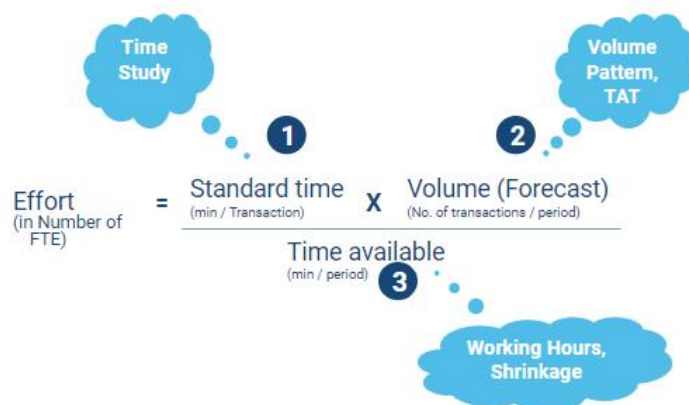 Time
Study
Volume
Pattern,
TAT
1
2
Effort
(in Number of
FTE)
=
Standard time
(min / Transaction)
X
Volume (Forecast)
(No. of transactions / period)
Time available
(min / period)
3
Working Hours,
Shrinkage